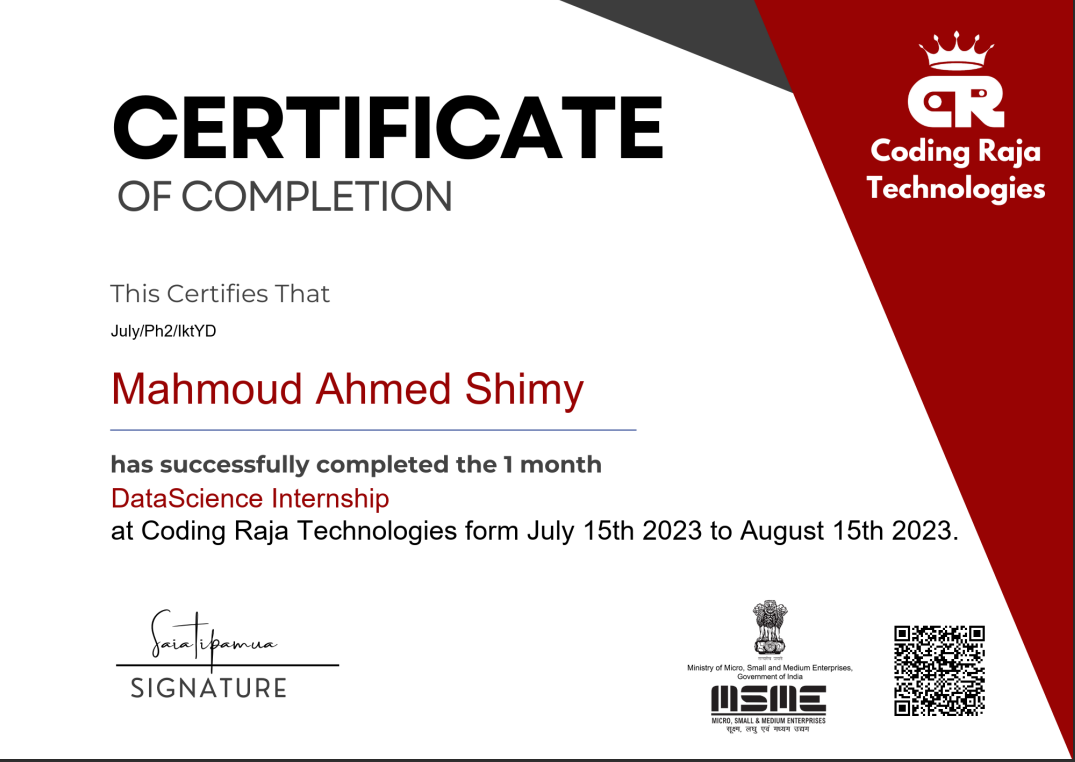 CERTIFICATE
OF COMPLETION
CR
Coding Raja
Technologies
This Certifies That
July/Ph2/IktYD
Mahmoud Ahmed Shimy
has successfully completed the 1 month
DataScience Internship
at Coding Raja Technologies form July 15th 2023 to August 15th 2023.
Saiatipamua
SIGNATURE
सत्यमेव जयते
Ministry of Micro, Small and Medium Enterprises,
Government of India
MSME
MICRO, SMALL & MEDIUM ENTERPRISES
सूक्ष्म, लघु एवं मध्यम उद्यम